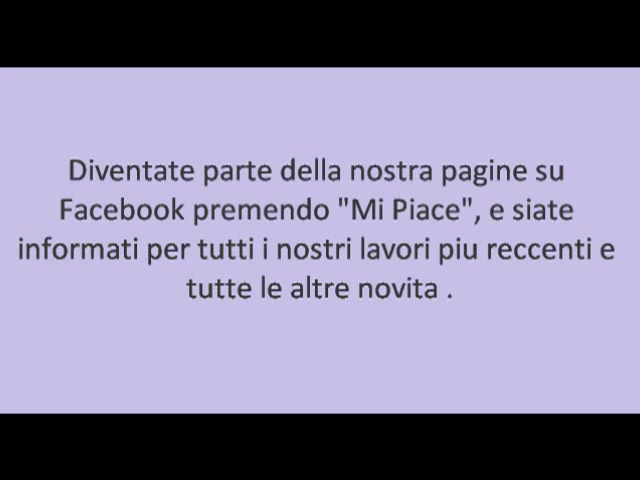 Diventate parte della nostra pagine su
Facebook premendo "Mi Piace", e siate
informati per tutti i nostri lavori piu reccenti e
tutte le altre novita .